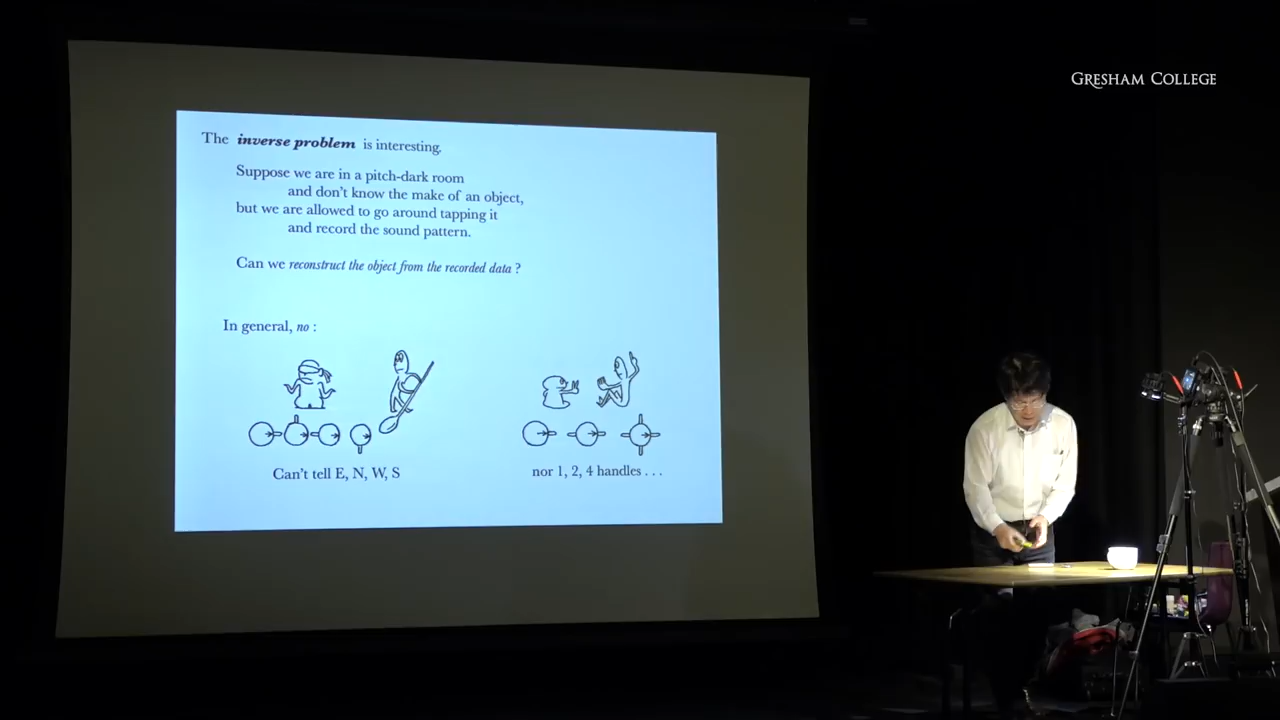 GRESHAM COLLEGE
The inverse problem is interesting.
Suppose we are in a pitch-dark room
and don't know the make of an object,
but we are allowed to go around tapping it
and record the sound pattern.
Can we reconstruct the object from the recorded data ?
In general, no :
Can't tell E, N, W, S
nor 1, 2, 4 handles . . .